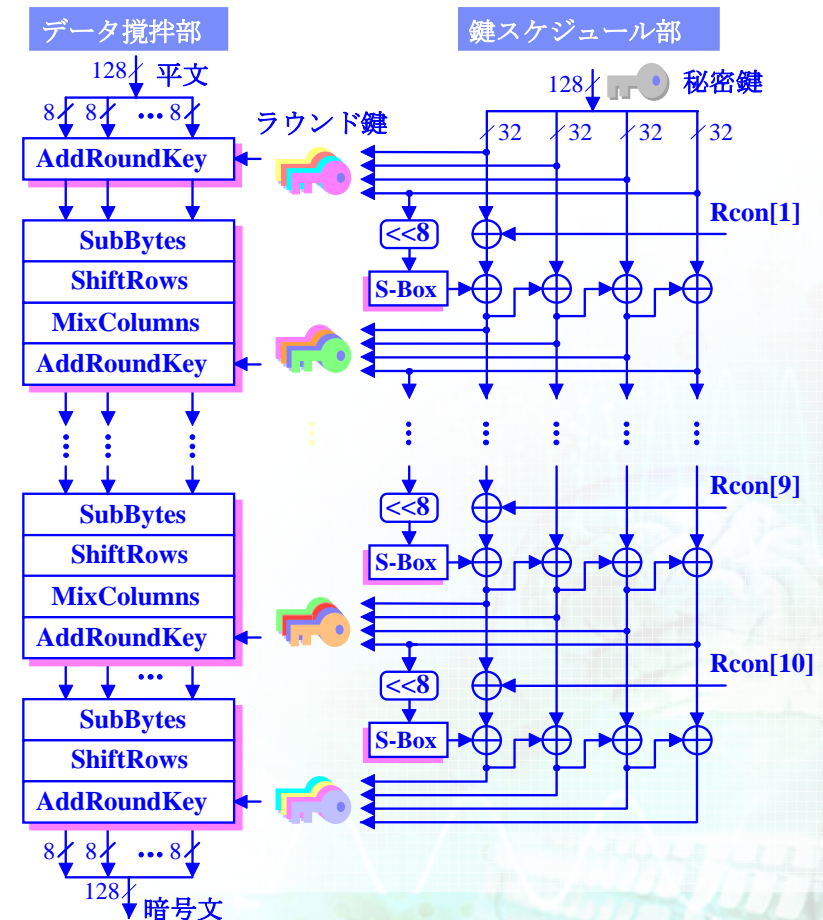 データ攪拌部
128
平文
8 8 ••• 8
AddRoundKey
SubBytes
ShiftRows
MixColumns
AddRoundKey
SubBytes
ShiftRows
MixColumns
AddRoundKey
•••
SubBytes
ShiftRows
AddRoundKey
8 8 ••• 8
128
暗号文
ラウンド鍵
鍵スケジュール部
128
秘密鍵
32 32 32 32
Rcon[1]
<<8
S-Box
Rcon[9]
<<8
S-Box
Rcon[10]
<<8
S-Box